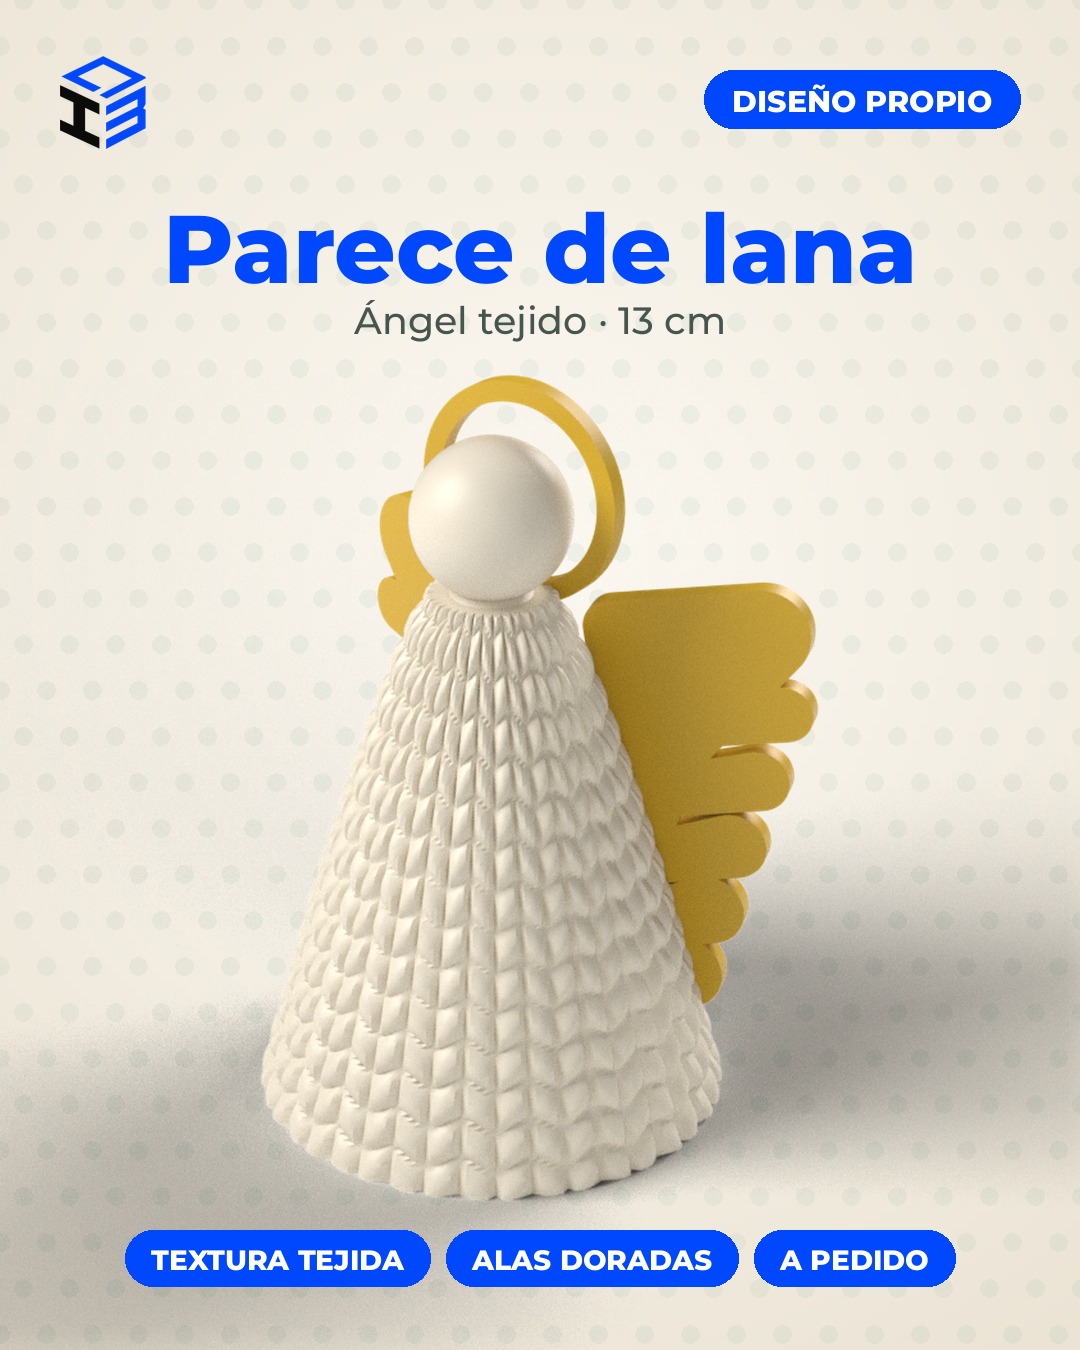 DISEÑO PROPIO
Parece de lana
Ángel tejido · 13 cm
TEXTURA TEJIDA
ALAS DORADAS
A PEDIDO